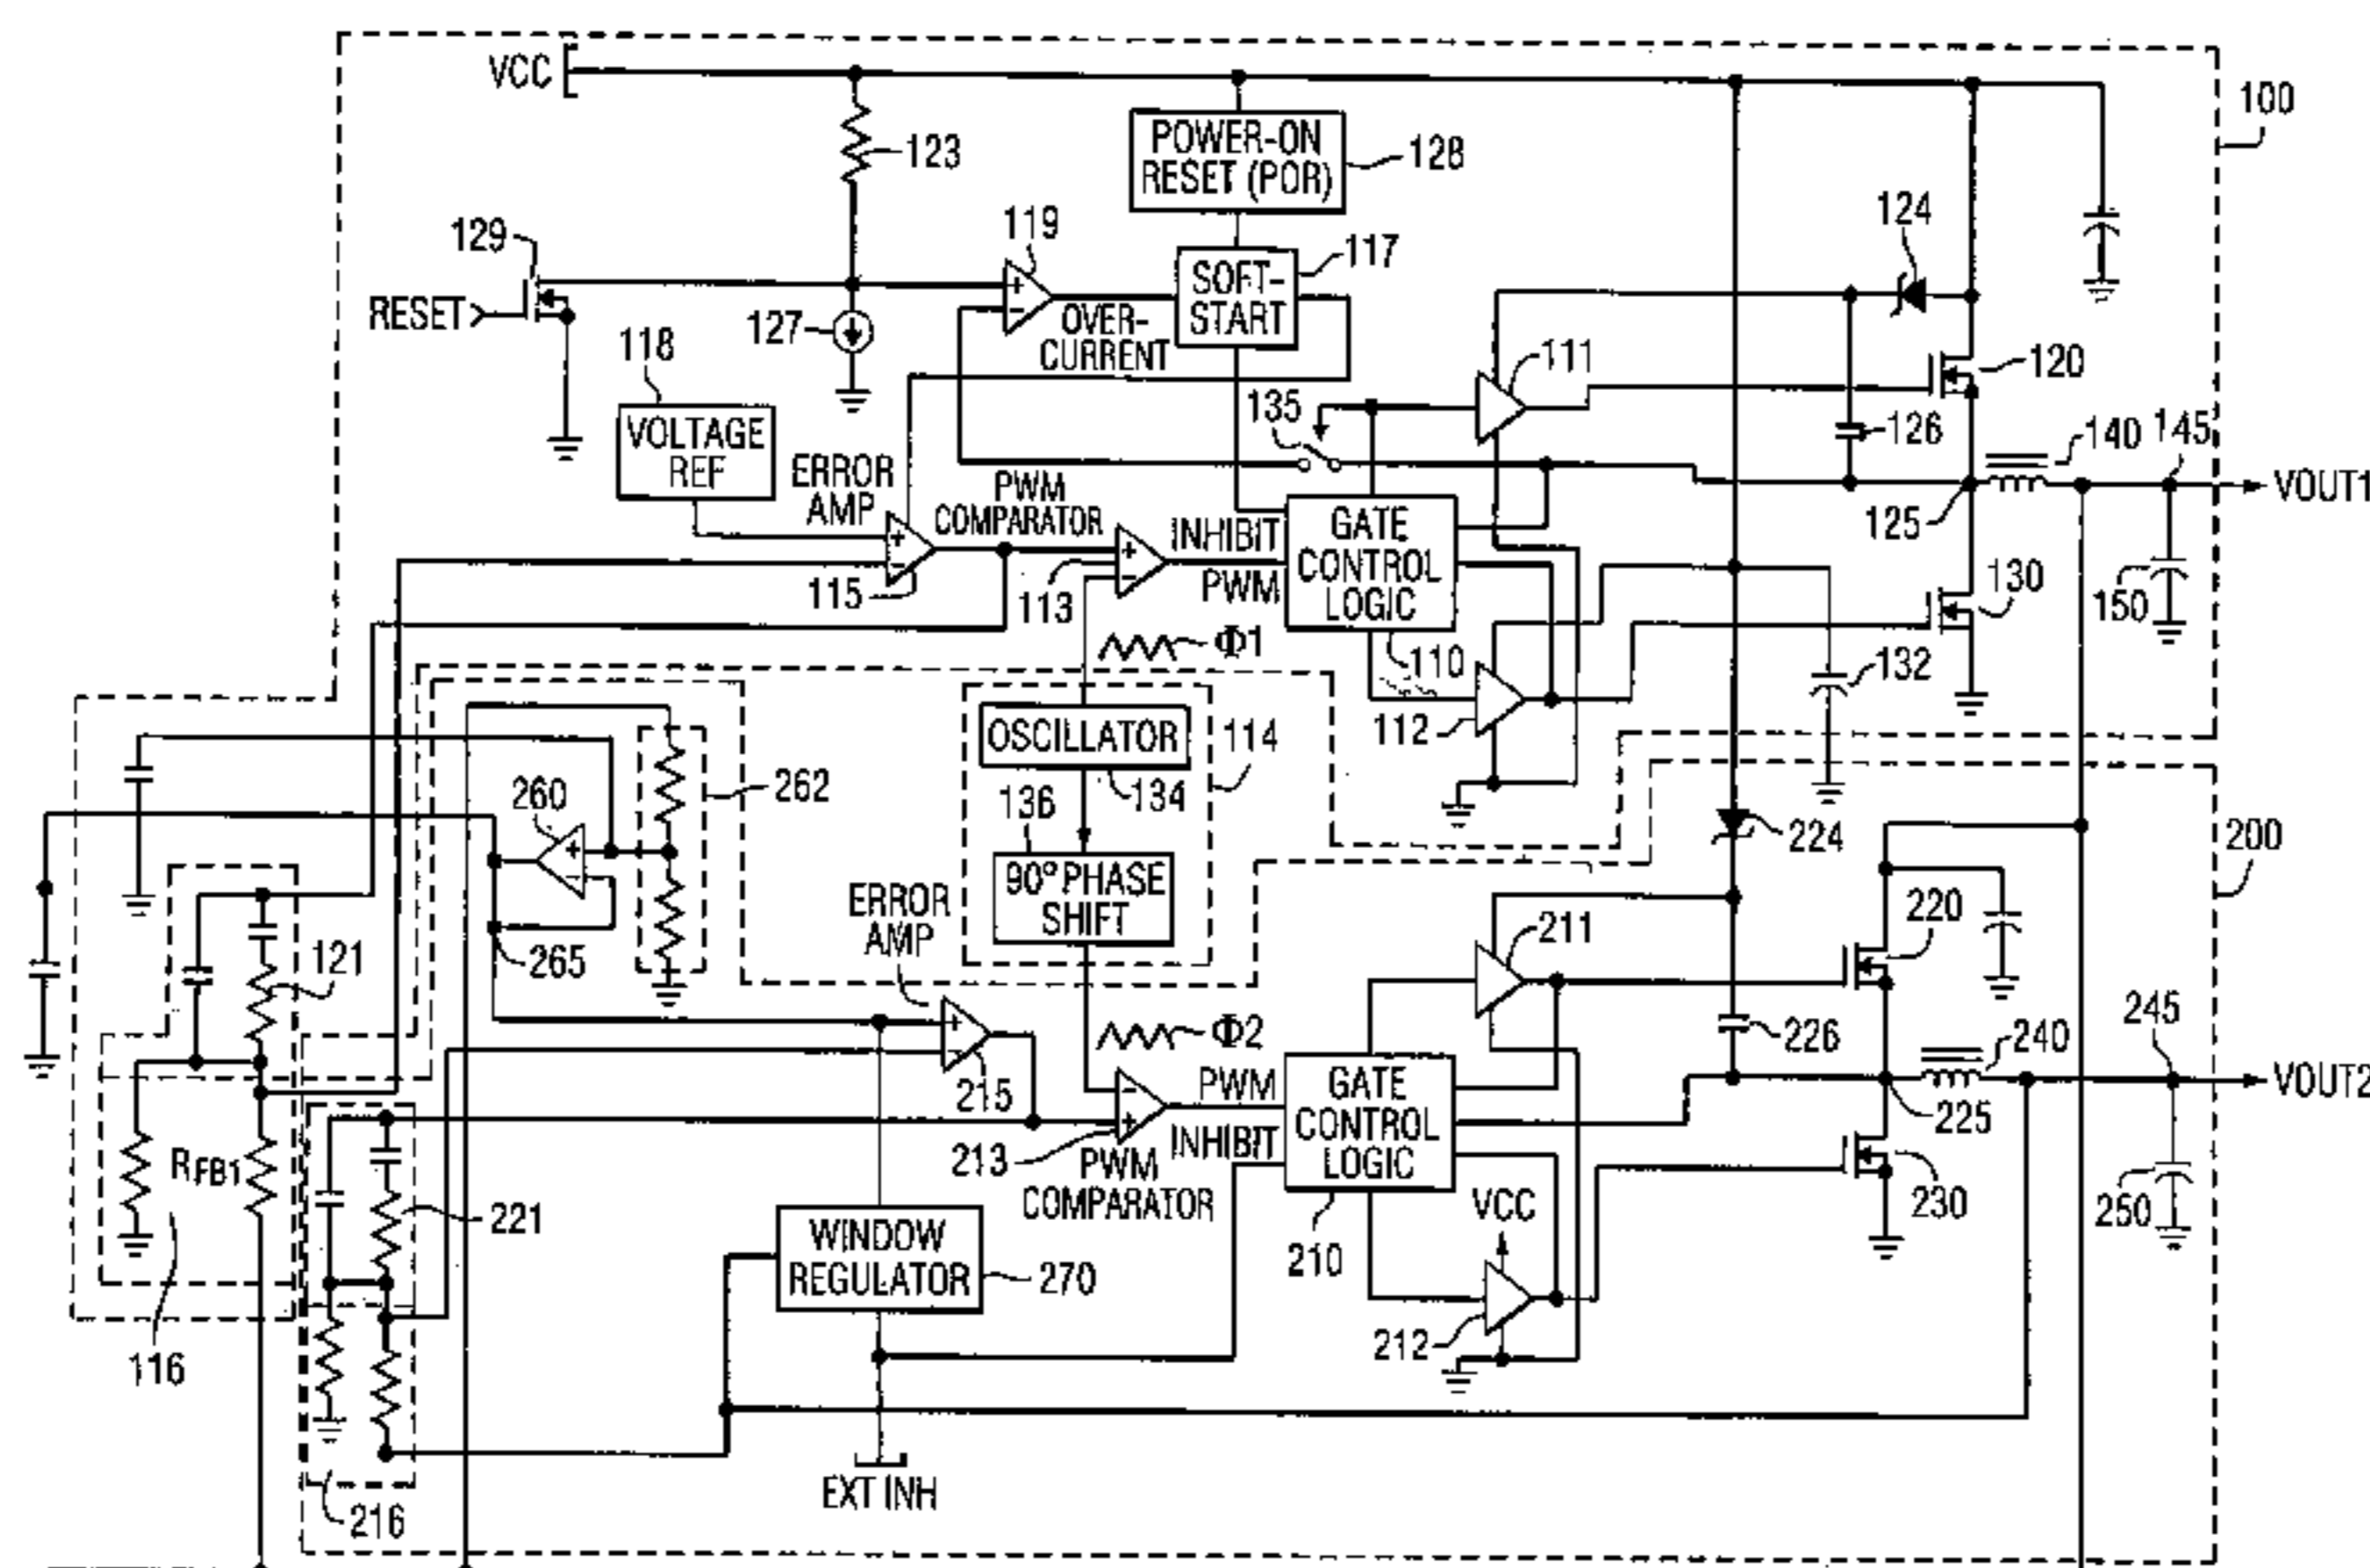 VCC
100
123
POWER-ON
RESET (POR)
128
124
129
119
117
SOFT-
START
RESET
127
OVER-
CURRENT
118
111
120
VOLTAGE
REF
135
126
140
145
ERROR
AMP
PWM
COMPARATOR
VOUT1
INHIBIT
PWM
GATE
CONTROL
LOGIC
125
115
113
130
150
Φ1
110
132
112
OSCILLATOR
114
134
262
260
136
224
200
90° PHASE
SHIFT
ERROR
AMP
220
211
121
265
226
245
Φ2
240
215
PWM
GATE
CONTROL
LOGIC
VOUT2
225
RFB1
213
INHIBIT
PWM
COMPARATOR
221
WINDOW
REGULATOR
270
VCC
210
230
250
116
212
EXT INH
216